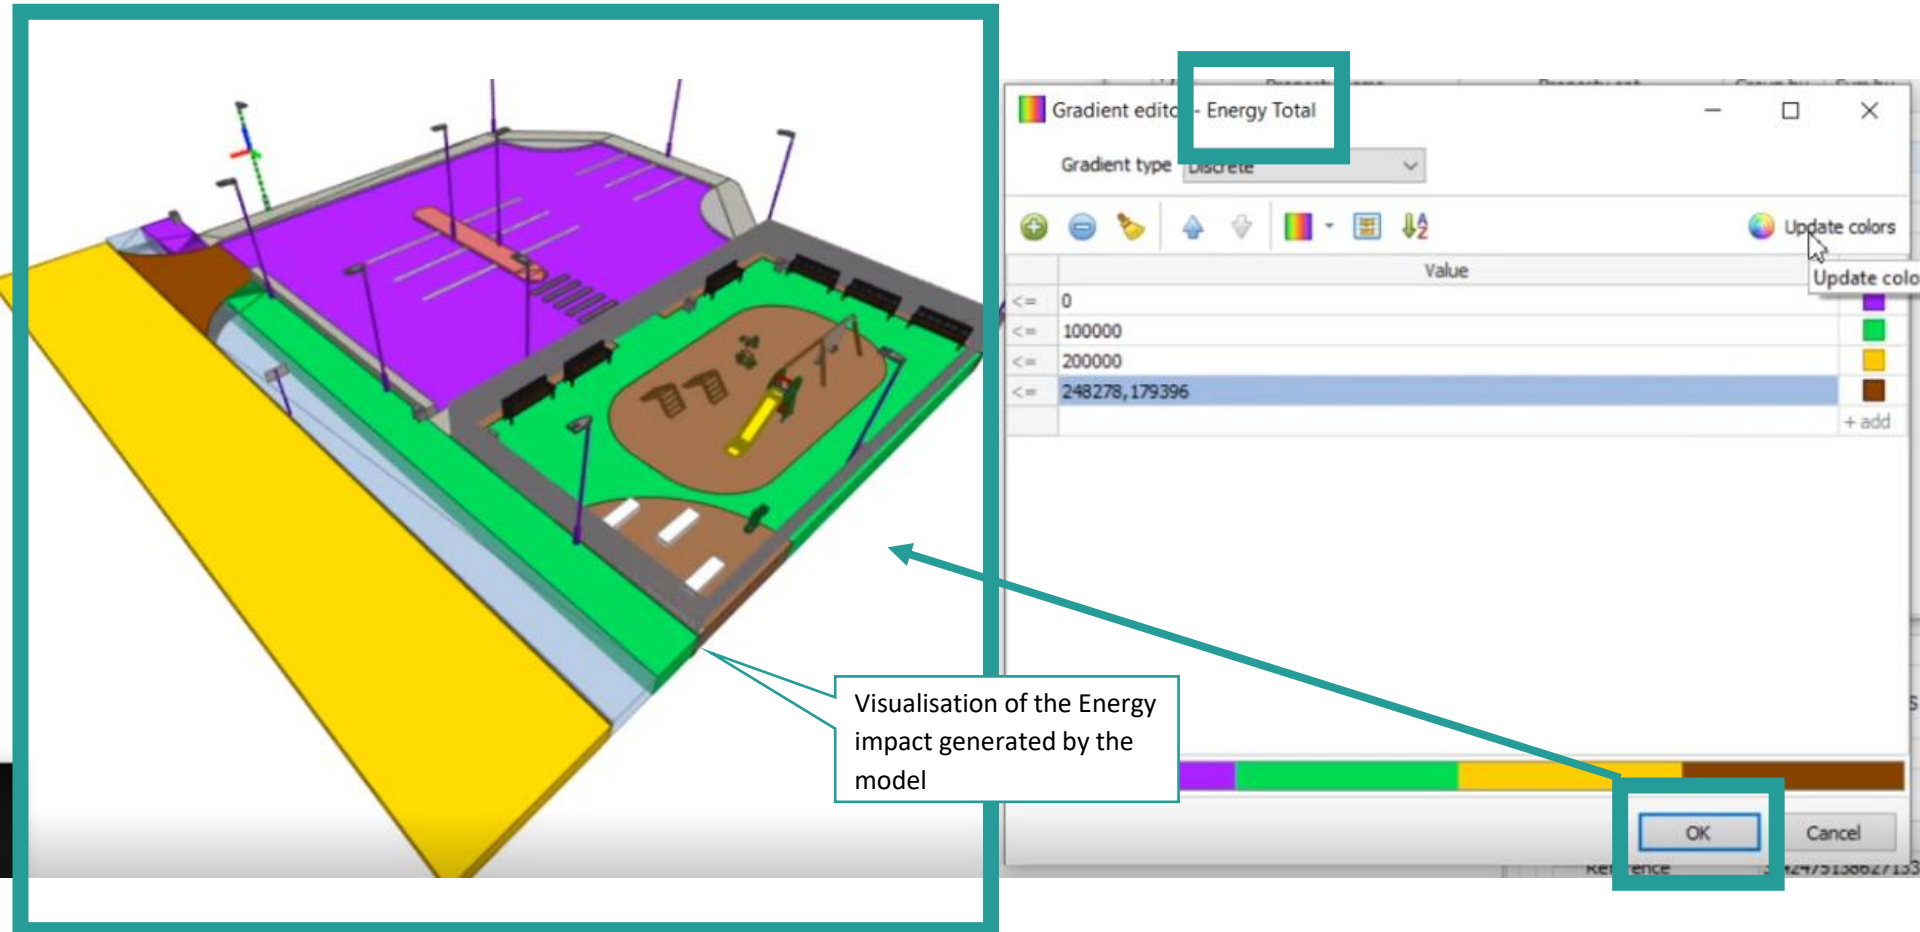 Gradient edito - Energy Total
Gradient type
Discrete
Update colors
Value
Update colo
<= 0
<= 100000
<= 200000
<= 248278,179396
+ add
Visualisation of the Energy
impact generated by the
model
OK
Cancel